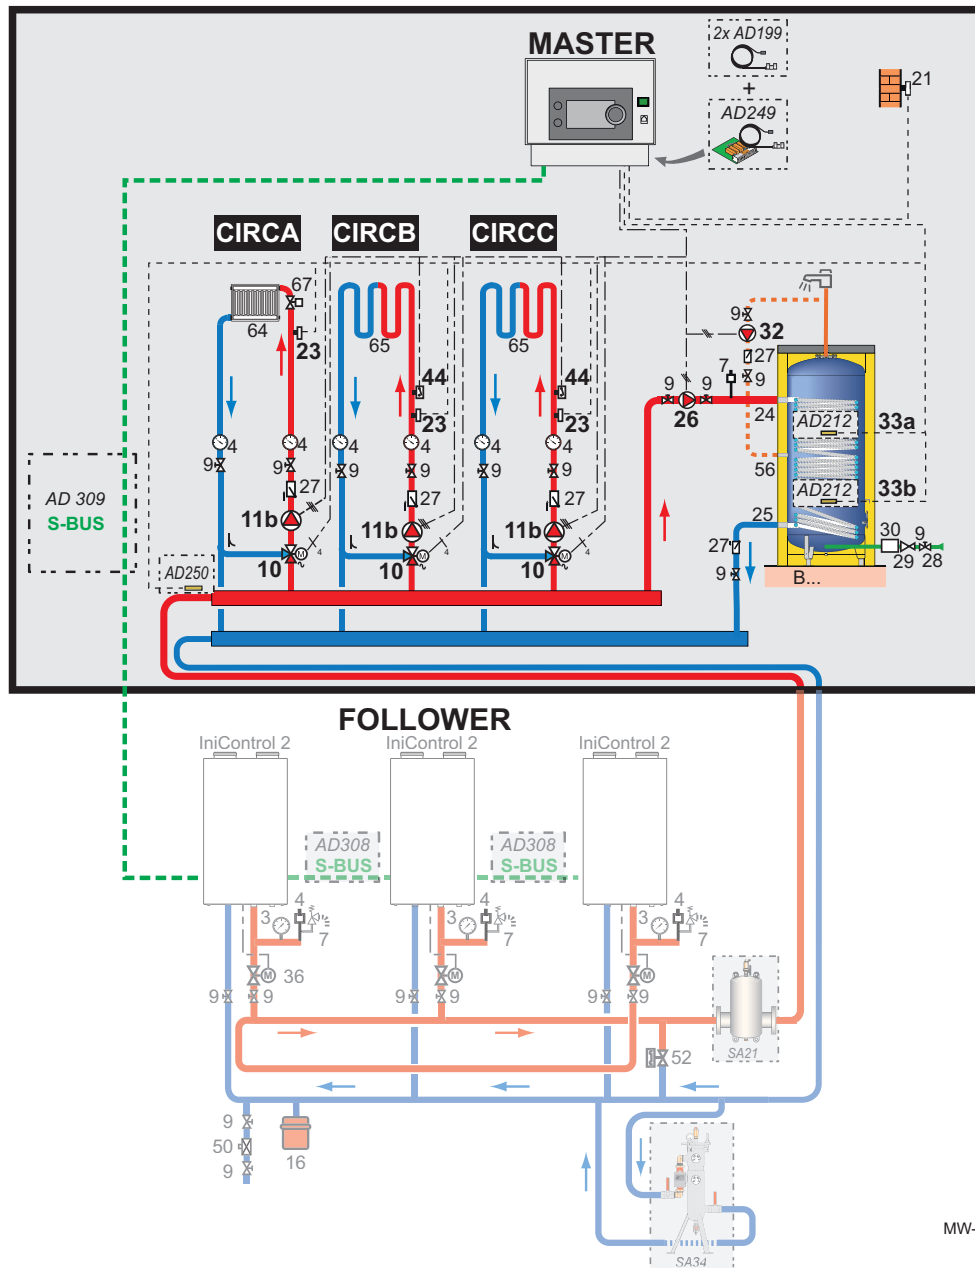 MASTER
2x AD199
+
AD249
21
CIRCA
CIRCB
CIRCC
67
64
23
65
44
23
65
44
23
9
32
27
7
9
9
9
26
24
AD212
33a
56
AD212
33b
25
4
4
4
4
4
4
9
9
9
9
9
9
27
27
27
11b
11b
11b
M
4
M
4
M
4
10
10
10
27
9
30
9
29
28
B...
AD 309
S-BUS
AD250
FOLLOWER
IniControl 2
IniControl 2
IniControl 2
AD308
S-BUS
AD308
S-BUS
3
4
7
3
4
7
3
4
7
M
36
M
M
9
9
9
9
9
9
SA21
52
9
50
9
16
SA34
MW-